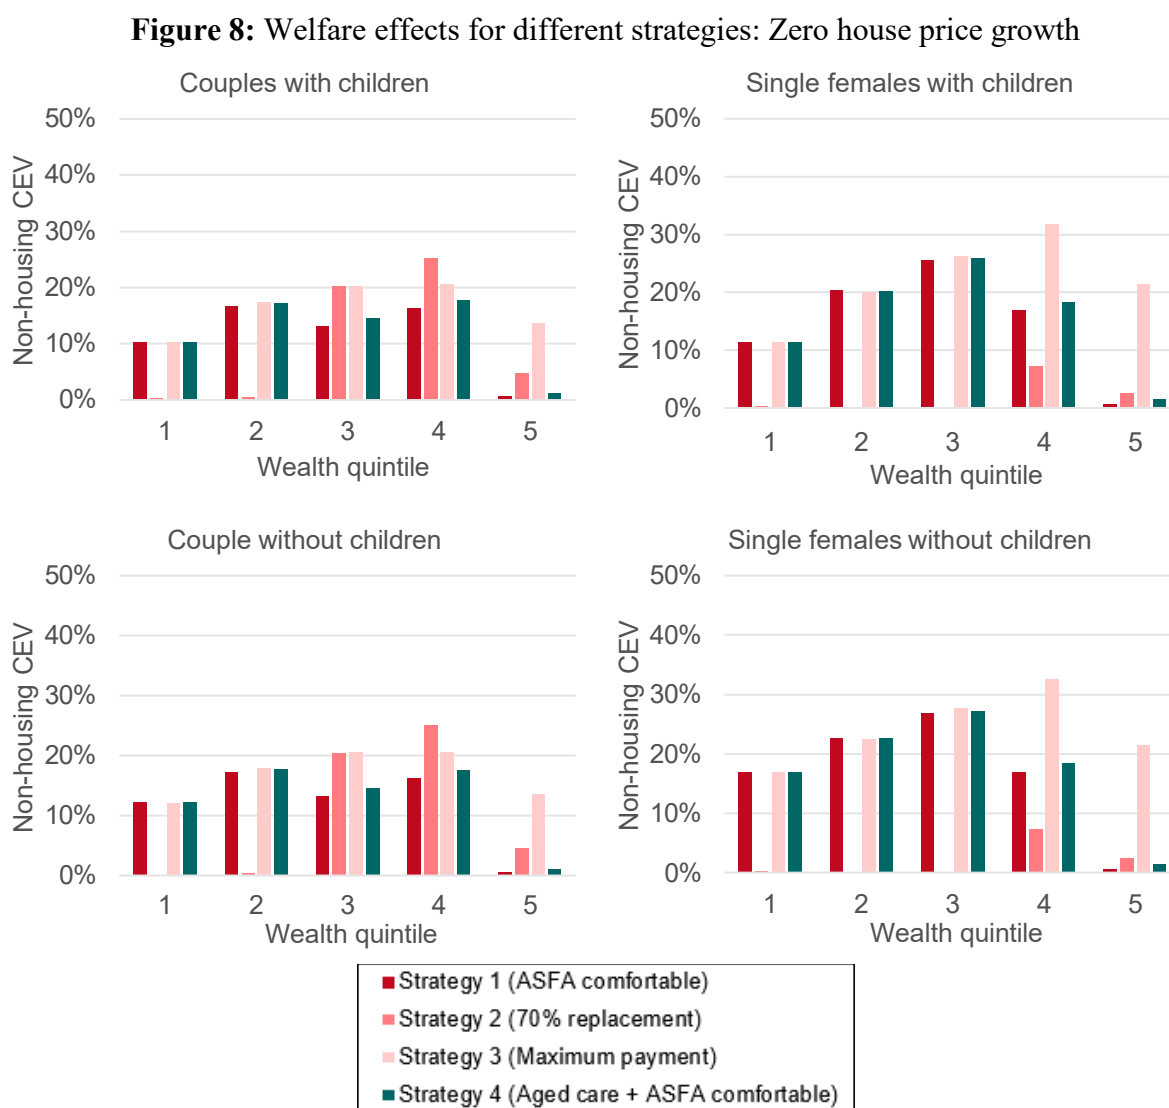 Figure 8: Welfare effects for different strategies: Zero house price growth
Couples with children
50%
40%
30%
20%
10%
0%
Non-housing CEV
1 2 3 4 5
Wealth quintile
Single females with children
50%
40%
30%
20%
10%
0%
Non-housing CEV
1 2 3 4 5
Wealth quintile
Couple without children
50%
40%
30%
20%
10%
0%
Non-housing CEV
1 2 3 4 5
Wealth quintile
Single females without children
50%
40%
30%
20%
10%
0%
Non-housing CEV
1 2 3 4 5
Wealth quintile
Strategy 1 (ASFA comfortable)
Strategy 2 (70% replacement)
Strategy 3 (Maximum payment)
Strategy 4 (Aged care + ASFA comfortable)